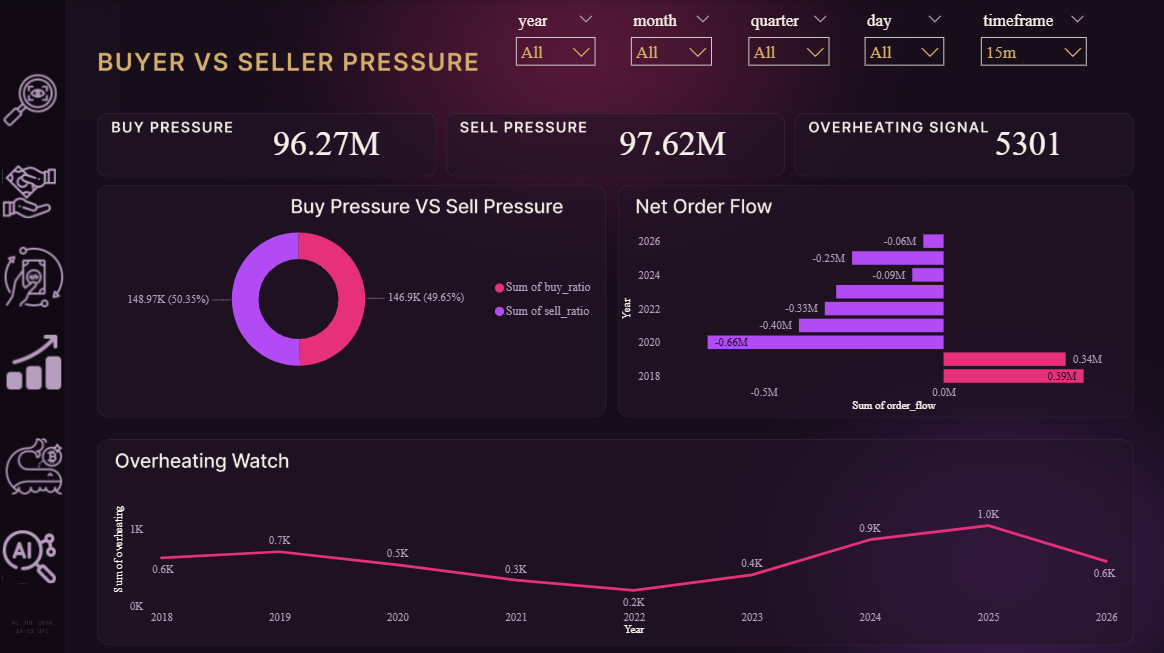 year
month
quarter
day
timeframe
All
All
All
All
15m
BUYER VS SELLER PRESSURE
BUY PRESSURE
96.27M
SELL PRESSURE
97.62M
OVERHEATING SIGNAL
5301
Buy Pressure VS Sell Pressure
148.97K (50.35%)
146.9K (49.65%)
Sum of buy_ratio
Sum of sell_ratio
Net Order Flow
Year
2026
-0.06M
-0.25M
2024
-0.09M
2022
-0.33M
-0.40M
2020
-0.66M
0.34M
2018
0.39M
-0.5M
0.0M
Sum of order_flow
Overheating Watch
Sum of overheating
1K
0K
0.6K
0.7K
0.5K
0.3K
0.2K
0.4K
0.9K
1.0K
0.6K
2018
2019
2020
2021
2022
2023
2024
2025
2026
Year
AI